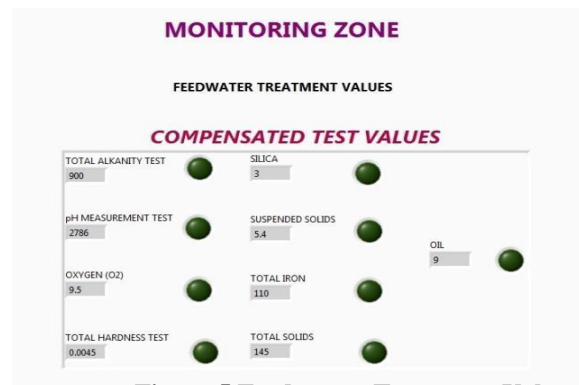 MONITORING ZONE
FEEDWATER TREATMENT VALUES
COMPENSATED TEST VALUES
TOTAL ALKANITY TEST
900
SILICA
3
pH MEASUREMENT TEST
2786
SUSPENDED SOLIDS
5.4
OIL
9
OXYGEN (O2)
9.5
TOTAL IRON
110
TOTAL HARDNESS TEST
0.0045
TOTAL SOLIDS
145